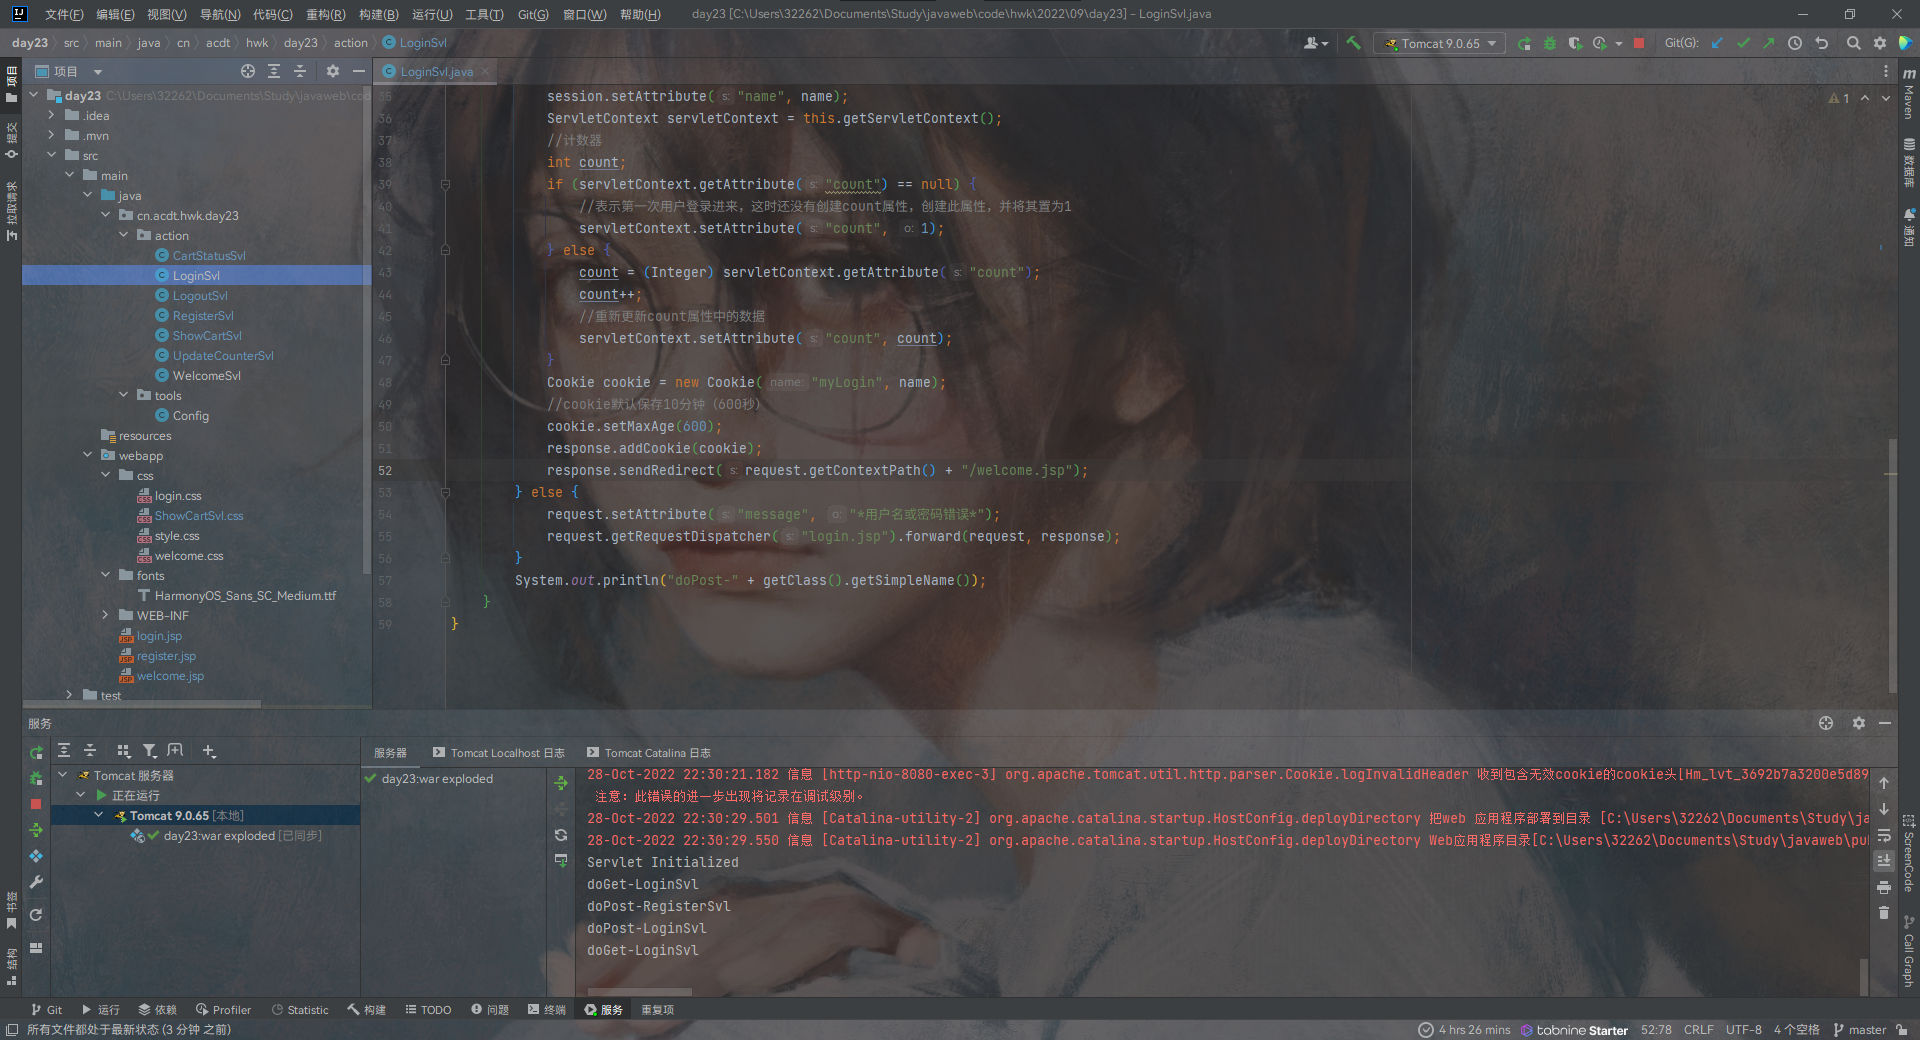 文件(F) 编辑(E) 视图(V) 导航(N) 代码(C) 重构(R) 构建(B) 运行(U) 工具(T) Git(G) 窗口(W) 帮助(H) day23 [C:\Users\32262\Documents\Study\javaweb\code\hwk\2022\09\day23] - LoginSvl.java
day23 src main java cn acdt hwk day23 action LoginSvl
Tomcat 9.0.65
Git(G):
项目
提交
拉取请求
书签
结构
项目
day23 C:\Users\32262\Documents\Study\javaweb\cod
.idea
.mvn
src
main
java
cn.acdt.hwk.day23
action
CartStatusSvl
LoginSvl
LogoutSvl
RegisterSvl
ShowCartSvl
UpdateCounterSvl
WelcomeSvl
tools
Config
resources
webapp
css
login.css
ShowCartSvl.css
style.css
welcome.css
fonts
HarmonyOS_Sans_SC_Medium.ttf
WEB-INF
login.jsp
register.jsp
welcome.jsp
test
LoginSvl.java
1
35 session.setAttribute( s: "name", name);
36 ServletContext servletContext = this.getServletContext();
37 //计数器
38 int count;
39 if (servletContext.getAttribute( s: "count") == null) {
40 //表示第一次用户登录进来，这时还没有创建count属性，创建此属性，并将其置为1
41 servletContext.setAttribute( s: "count", o: 1);
42 } else {
43 count = (Integer) servletContext.getAttribute( s: "count");
44 count++;
45 //重新更新count属性中的数据
46 servletContext.setAttribute( s: "count", count);
47 }
48 Cookie cookie = new Cookie( name: "myLogin", name);
49 //cookie默认保存10分钟（600秒）
50 cookie.setMaxAge(600);
51 response.addCookie(cookie);
52 response.sendRedirect( s: request.getContextPath() + "/welcome.jsp");
53 } else {
54 request.setAttribute( s: "message", o: "*用户名或密码错误*");
55 request.getRequestDispatcher( s: "login.jsp").forward(request, response);
56 }
57 System.out.println("doPost-" + getClass().getSimpleName());
58 }
59 }
m Maven
数据库
通知
ScreenCode
Call Graph
服务
Tomcat 服务器
正在运行
Tomcat 9.0.65 [本地]
day23:war exploded [已同步]
服务器 Tomcat Localhost 日志 Tomcat Catalina 日志
day23:war exploded
28-Oct-2022 22:30:21.182 信息 [http-nio-8080-exec-3] org.apache.tomcat.util.http.parser.Cookie.logInvalidHeader 收到包含无效cookie的cookie头[Hm_lvt_3692b7a3200e5d89
注意：此错误的进一步出现将记录在调试级别。
28-Oct-2022 22:30:29.501 信息 [Catalina-utility-2] org.apache.catalina.startup.HostConfig.deployDirectory 把web 应用程序部署到目录 [C:\Users\32262\Documents\Study\ja
28-Oct-2022 22:30:29.550 信息 [Catalina-utility-2] org.apache.catalina.startup.HostConfig.deployDirectory Web应用程序目录[C:\Users\32262\Documents\Study\javaweb\pu
Servlet Initialized
doGet-LoginSvl
doPost-RegisterSvl
doPost-LoginSvl
doGet-LoginSvl
Git 运行 依赖 Profiler Statistic 构建 TODO 问题 终端 服务 重复项
所有文件都处于最新状态 (3 分钟 之前) 4 hrs 26 mins tabnine Starter 52:78 CRLF UTF-8 4 个空格 master